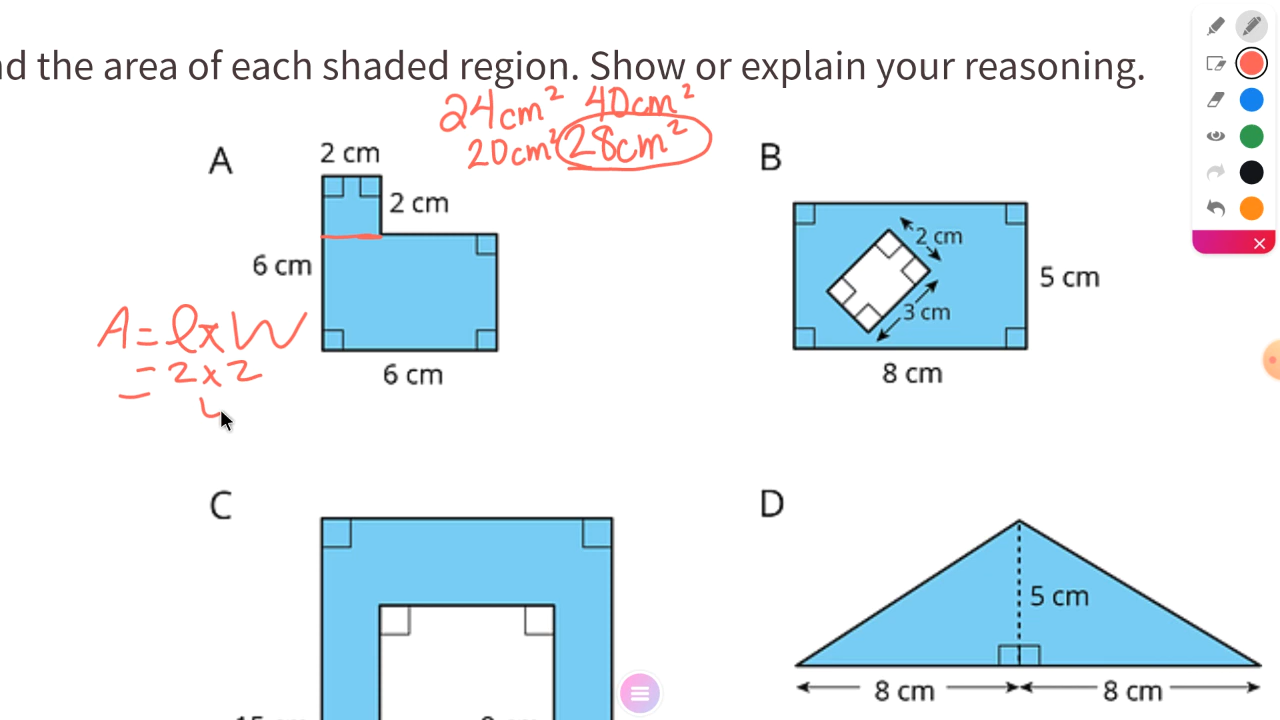 nd the area of each shaded region. Show or explain your reasoning.
24cm² 40cm²
20cm² 28cm²
A
2 cm
2 cm
6 cm
6 cm
A = l x W
= 2 x 2
= 4
B
2 cm
3 cm
5 cm
8 cm
C
D
5 cm
8 cm
8 cm